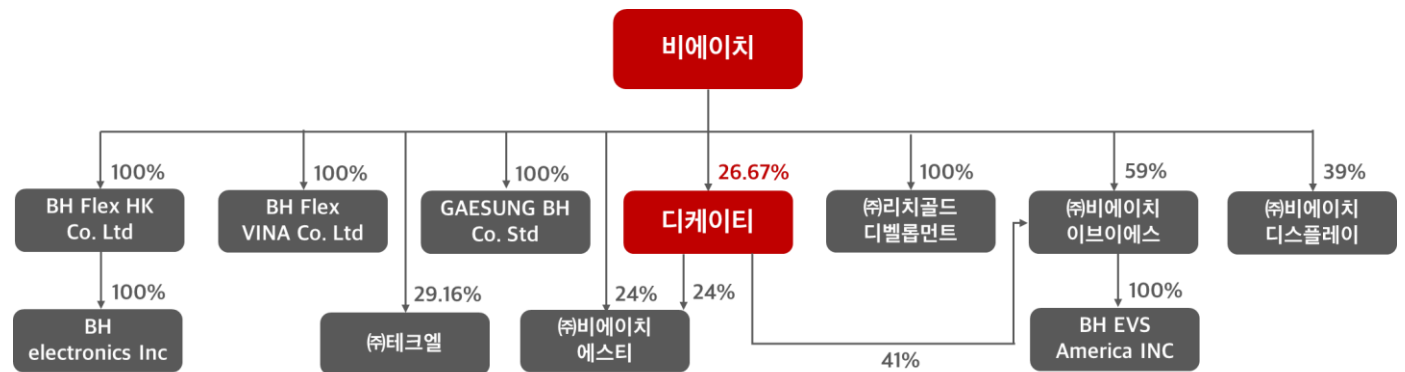 비에이치
100%
100%
100%
26.67%
100%
59%
39%
BH Flex HK
Co. Ltd
BH Flex
VINA Co. Ltd
GAESUNG BH
Co. Std
디케이티
㈜리치골드
디벨롭먼트
㈜비에이치
이브이에스
㈜비에이치
디스플레이
100%
29.16%
24%
24%
100%
BH
electronics Inc
㈜테크엘
㈜비에이치
에스티
BH EVS
America INC
41%